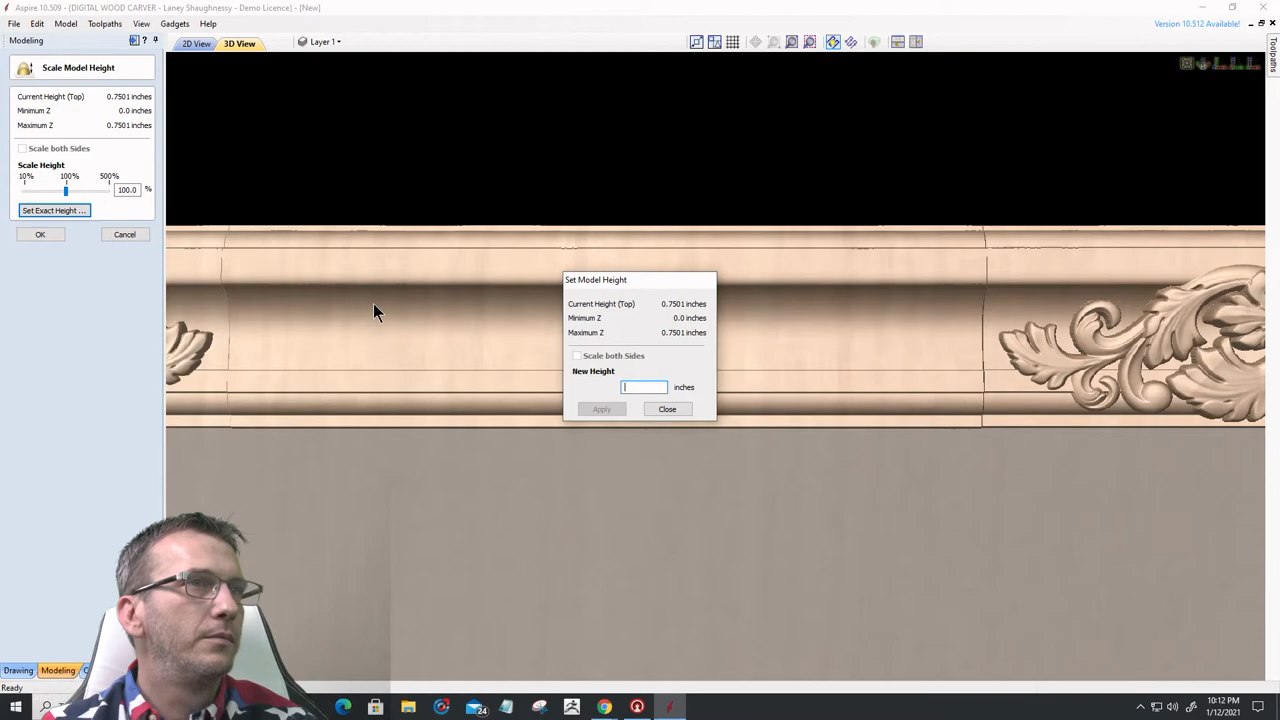 Aspire 10.509 - (DIGITAL WOOD CARVER - Laney Shaughnessy - Demo Licence) - [New]
File Edit Model Toolpaths View Gadgets Help
Version 10.512 Available!
Modeling
?
2D View 3D View Layer 1
Toolpaths
Scale Model Height
Current Height (Top) 0.7501 inches
Minimum Z 0.0 inches
Maximum Z 0.7501 inches
Scale both Sides
Scale Height
10% 100% 500%
100.0 %
Set Exact Height ...
OK Cancel
Set Model Height
Current Height (Top) 0.7501 inches
Minimum Z 0.0 inches
Maximum Z 0.7501 inches
Scale both Sides
New Height
inches
Apply Close
Drawing Modeling
Ready
24
10:12 PM
1/12/2021